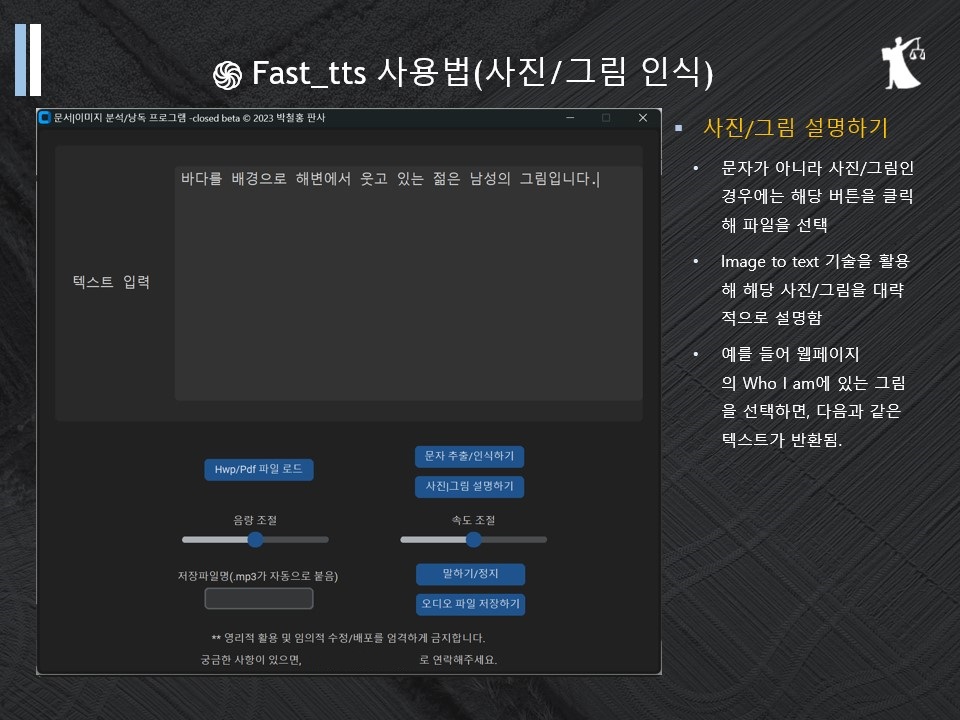 ֍ Fast_tts 사용법(사진/그림 인식)
문서|이미지 분석/낭독 프로그램 -closed beta © 2023 박철홍 판사
텍스트 입력
바다를 배경으로 해변에서 웃고 있는 젊은 남성의 그림입니다.
Hwp/Pdf 파일 로드
문자 추출/인식하기
사진|그림 설명하기
음량 조절
속도 조절
저장파일명(.mp3가 자동으로 붙음)
말하기/정지
오디오 파일 저장하기
** 영리적 활용 및 임의적 수정/배포를 엄격하게 금지합니다.
궁금한 사항이 있으면, 로 연락해주세요.
▪ 사진/그림 설명하기
• 문자가 아니라 사진/그림인
경우에는 해당 버튼을 클릭
해 파일을 선택
• Image to text 기술을 활용
해 해당 사진/그림을 대략
적으로 설명함
• 예를 들어 웹페이지
의 Who I am에 있는 그림
을 선택하면, 다음과 같은
텍스트가 반환됨.